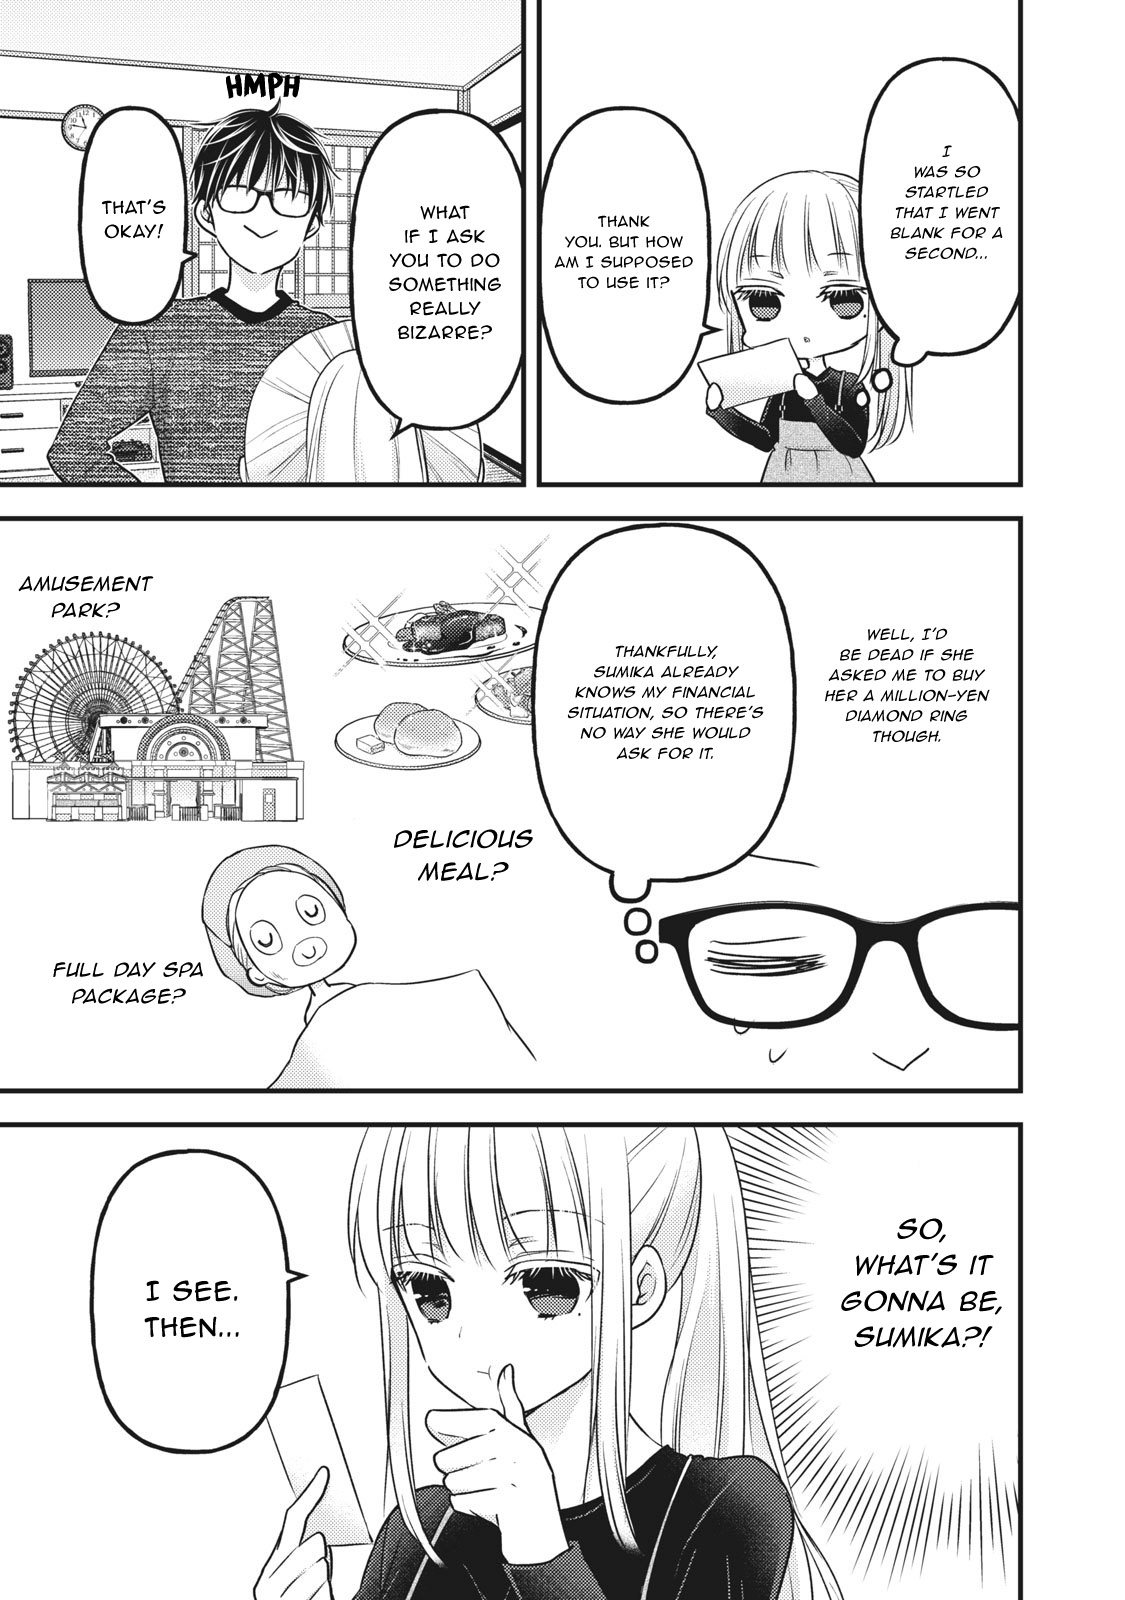 I
WAS SO
STARTLED
THAT I WENT
BLANK FOR A
SECOND...
THANK
YOU. BUT HOW
AM I SUPPOSED
TO USE IT?
WHAT
IF I ASK
YOU TO DO
SOMETHING
REALLY
BIZARRE?
HMPH
THAT'S
OKAY!
WELL, I'D
BE DEAD IF SHE
ASKED ME TO BUY
HER A MILLION-YEN
DIAMOND RING
THOUGH.
THANKFULLY,
SUMIKA ALREADY
KNOWS MY FINANCIAL
SITUATION, SO THERE'S
NO WAY SHE WOULD
ASK FOR IT.
AMUSEMENT
PARK?
DELICIOUS
MEAL?
FULL DAY SPA
PACKAGE?
SO,
WHAT'S IT
GONNA BE,
SUMIKA?!
I SEE.
THEN...